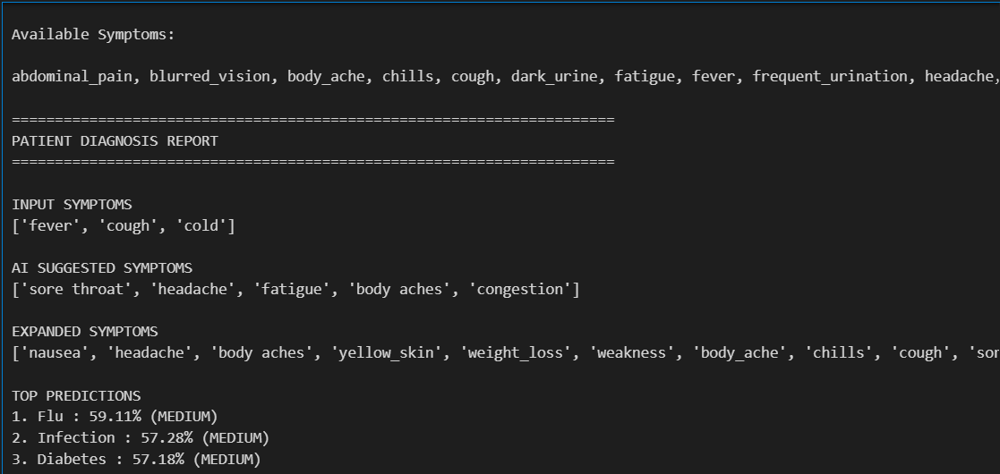 Available Symptoms:
abdominal_pain, blurred_vision, body_ache, chills, cough, dark_urine, fatigue, fever, frequent_urination, headache,
======================================================================
PATIENT DIAGNOSIS REPORT
======================================================================
INPUT SYMPTOMS
['fever', 'cough', 'cold']
AI SUGGESTED SYMPTOMS
['sore throat', 'headache', 'fatigue', 'body aches', 'congestion']
EXPANDED SYMPTOMS
['nausea', 'headache', 'body aches', 'yellow_skin', 'weight_loss', 'weakness', 'body_ache', 'chills', 'cough', 'sor
TOP PREDICTIONS
1. Flu : 59.11% (MEDIUM)
2. Infection : 57.28% (MEDIUM)
3. Diabetes : 57.18% (MEDIUM)